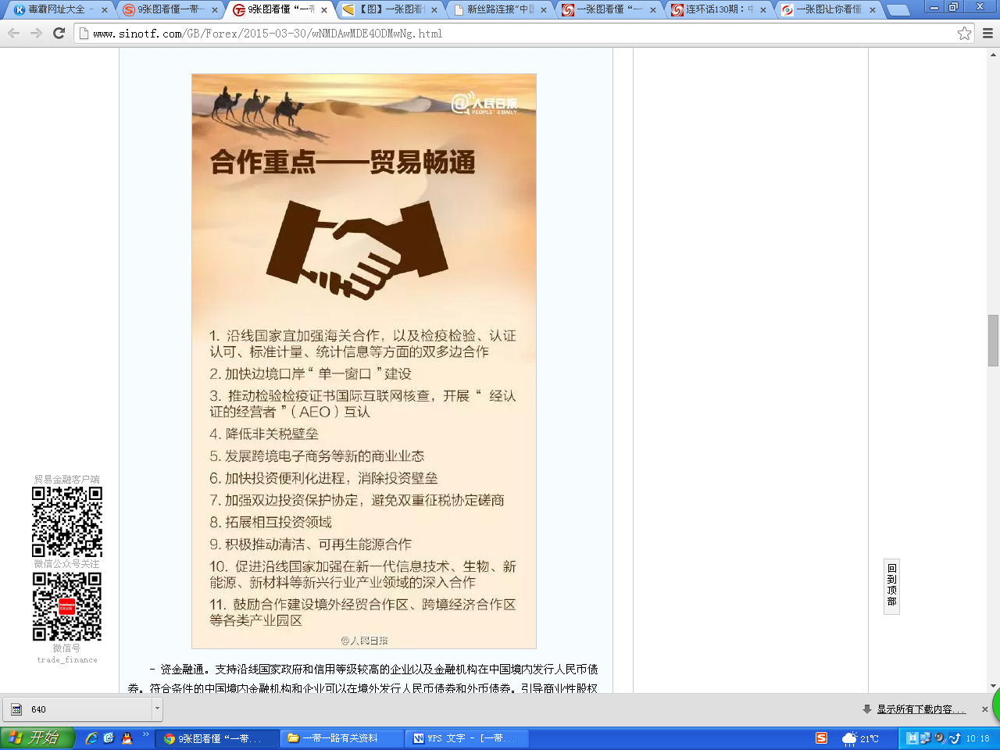 毒霸网址大全 -
9张图看懂一带一
9张图看懂“一带
【图】一张图看
新丝路连接"中
一张图看懂“一
连环话130期：中
一张图让你看懂
www.sinotf.com/GB/Forex/2015-03-30/wNMDAwMDE4ODMwNg.html
@人民日报
PEOPLE'S DAILY
合作重点——贸易畅通
1. 沿线国家宜加强海关合作，以及检疫检验、认证
认可、标准计量、统计信息等方面的双多边合作
2. 加快边境口岸“单一窗口”建设
3. 推动检验检疫证书国际互联网核查，开展“ 经认
证的经营者 ”（ AEO ）互认
4. 降低非关税壁垒
5. 发展跨境电子商务等新的商业业态
6. 加快投资便利化进程，消除投资壁垒
7. 加强双边投资保护协定，避免双重征税协定磋商
8. 拓展相互投资领域
9. 积极推动清洁、可再生能源合作
10. 促进沿线国家加强在新一代信息技术、生物、新
能源、新材料等新兴行业产业领域的深入合作
11. 鼓励合作建设境外经贸合作区、跨境经济合作区
等各类产业园区
@人民日报
贸易金融客户端
微信公众号关注
微信号
trade_finance
回到顶部
- 资金融通。支持沿线国家政府和信用等级较高的企业以及金融机构在中国境内发行人民币债
券。符合条件的中国境内金融机构和企业可以在境外发行人民币债券和外币债券。引导商业性股权
640
显示所有下载内容...
开始
9张图看懂“一带...
一带一路有关资料
WPS 文字 - [一带...
21℃
10:18